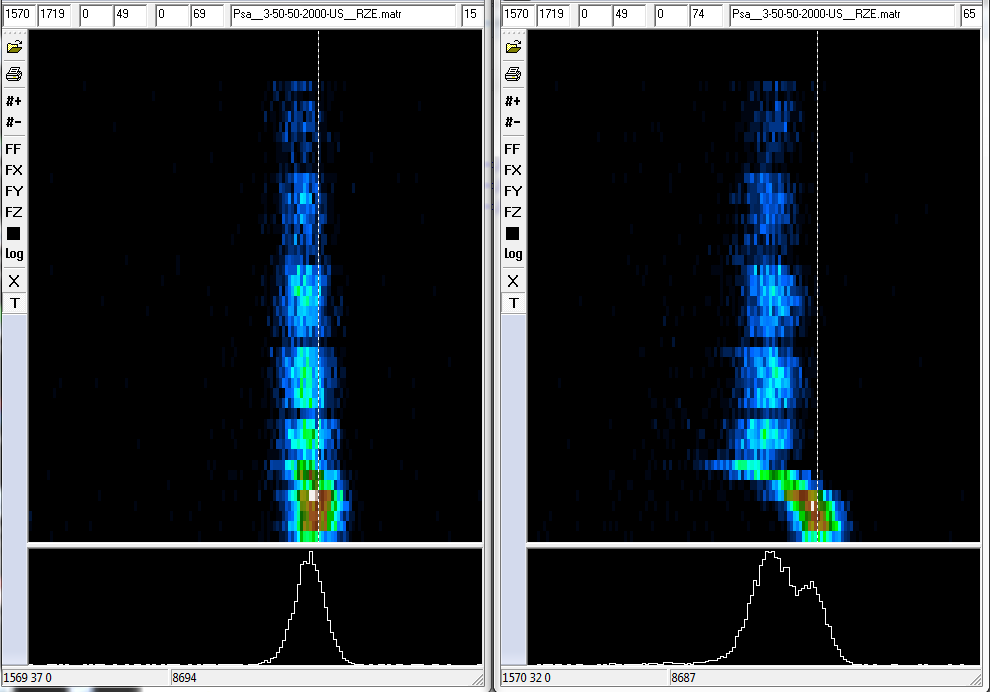 1570 1719 0 49 0 69 Psa__3-50-50-2000-US__RZE.matr 15
#+
#-
FF
FX
FY
FZ
log
X
T
1569 37 0 8694
1570 1719 0 49 0 74 Psa__3-50-50-2000-US__RZE.matr 65
#+
#-
FF
FX
FY
FZ
log
X
T
1570 32 0 8687